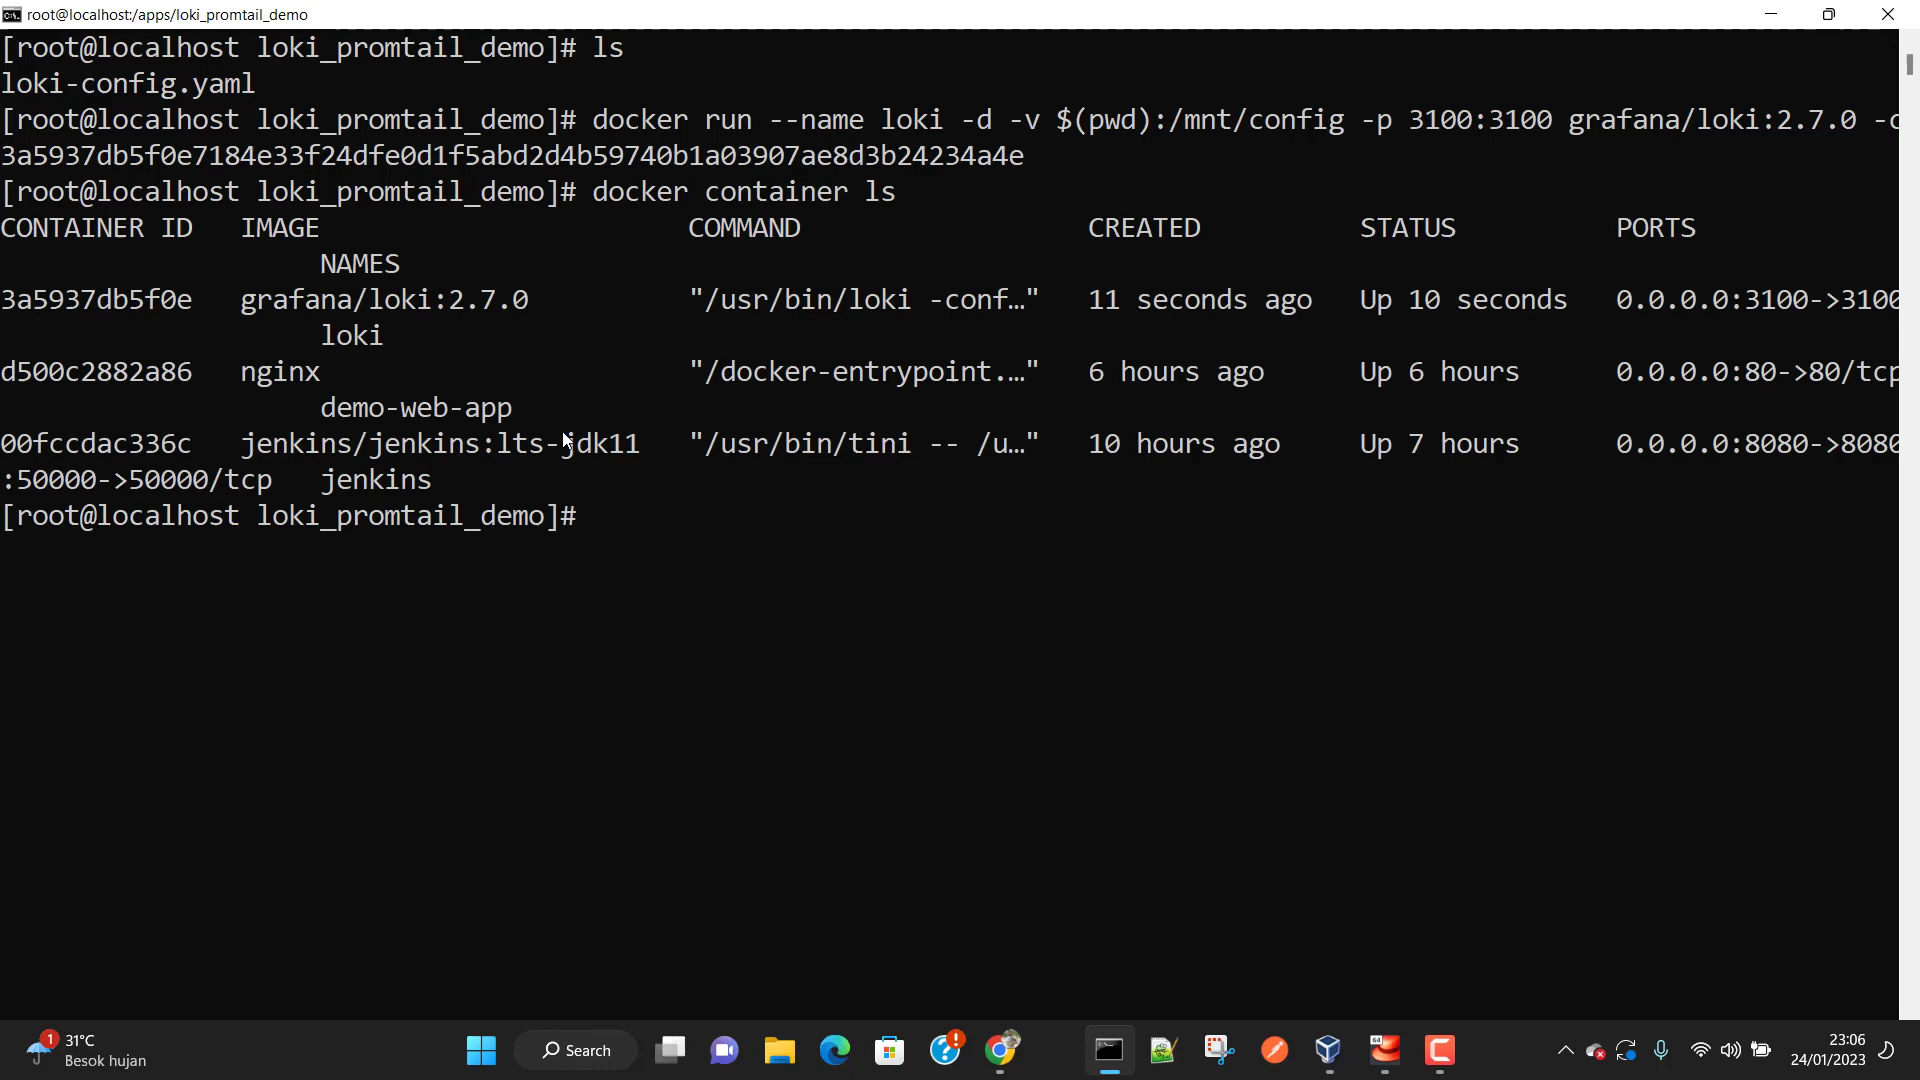 root@localhost:/apps/loki_promtail_demo
[root@localhost loki_promtail_demo]# ls
loki-config.yaml
[root@localhost loki_promtail_demo]# docker run --name loki -d -v $(pwd):/mnt/config -p 3100:3100 grafana/loki:2.7.0 -c
3a5937db5f0e7184e33f24dfe0d1f5abd2d4b59740b1a03907ae8d3b24234a4e
[root@localhost loki_promtail_demo]# docker container ls
CONTAINER ID   IMAGE                       COMMAND                  CREATED          STATUS          PORTS
NAMES
3a5937db5f0e   grafana/loki:2.7.0          "/usr/bin/loki -conf…"   11 seconds ago   Up 10 seconds   0.0.0.0:3100->3100
loki
d500c2882a86   nginx                       "/docker-entrypoint.…"   6 hours ago      Up 6 hours      0.0.0.0:80->80/tcp
demo-web-app
00fccdac336c   jenkins/jenkins:lts-jdk11   "/usr/bin/tini -- /u…"   10 hours ago     Up 7 hours      0.0.0.0:8080->8080
:50000->50000/tcp   jenkins
[root@localhost loki_promtail_demo]#
1
31°C
Besok hujan
Search
64
23:06
24/01/2023